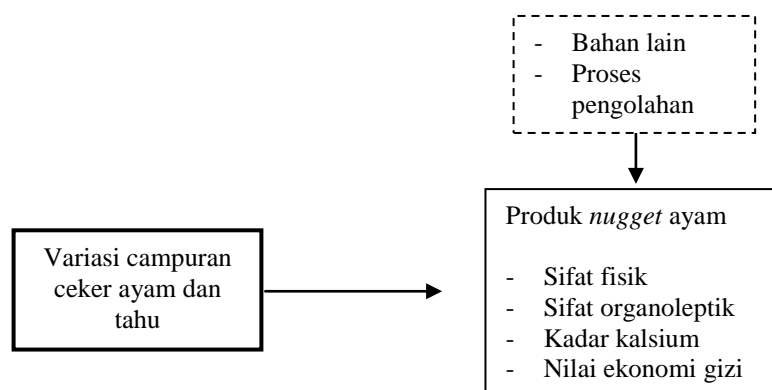 - Bahan lain
- Proses
pengolahan
Produk nugget ayam
- Sifat fisik
- Sifat organoleptik
- Kadar kalsium
- Nilai ekonomi gizi
Variasi campuran
ceker ayam dan
tahu